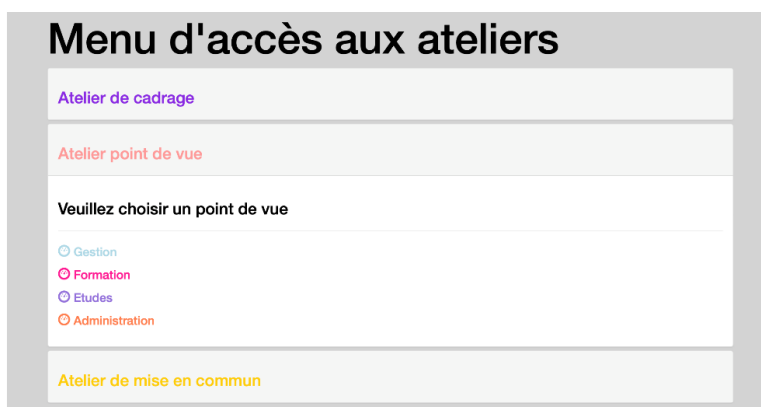 Menu d'accès aux ateliers
Atelier de cadrage
Atelier point de vue
Veuillez choisir un point de vue
Gestion
Formation
Etudes
Administration
Atelier de mise en commun